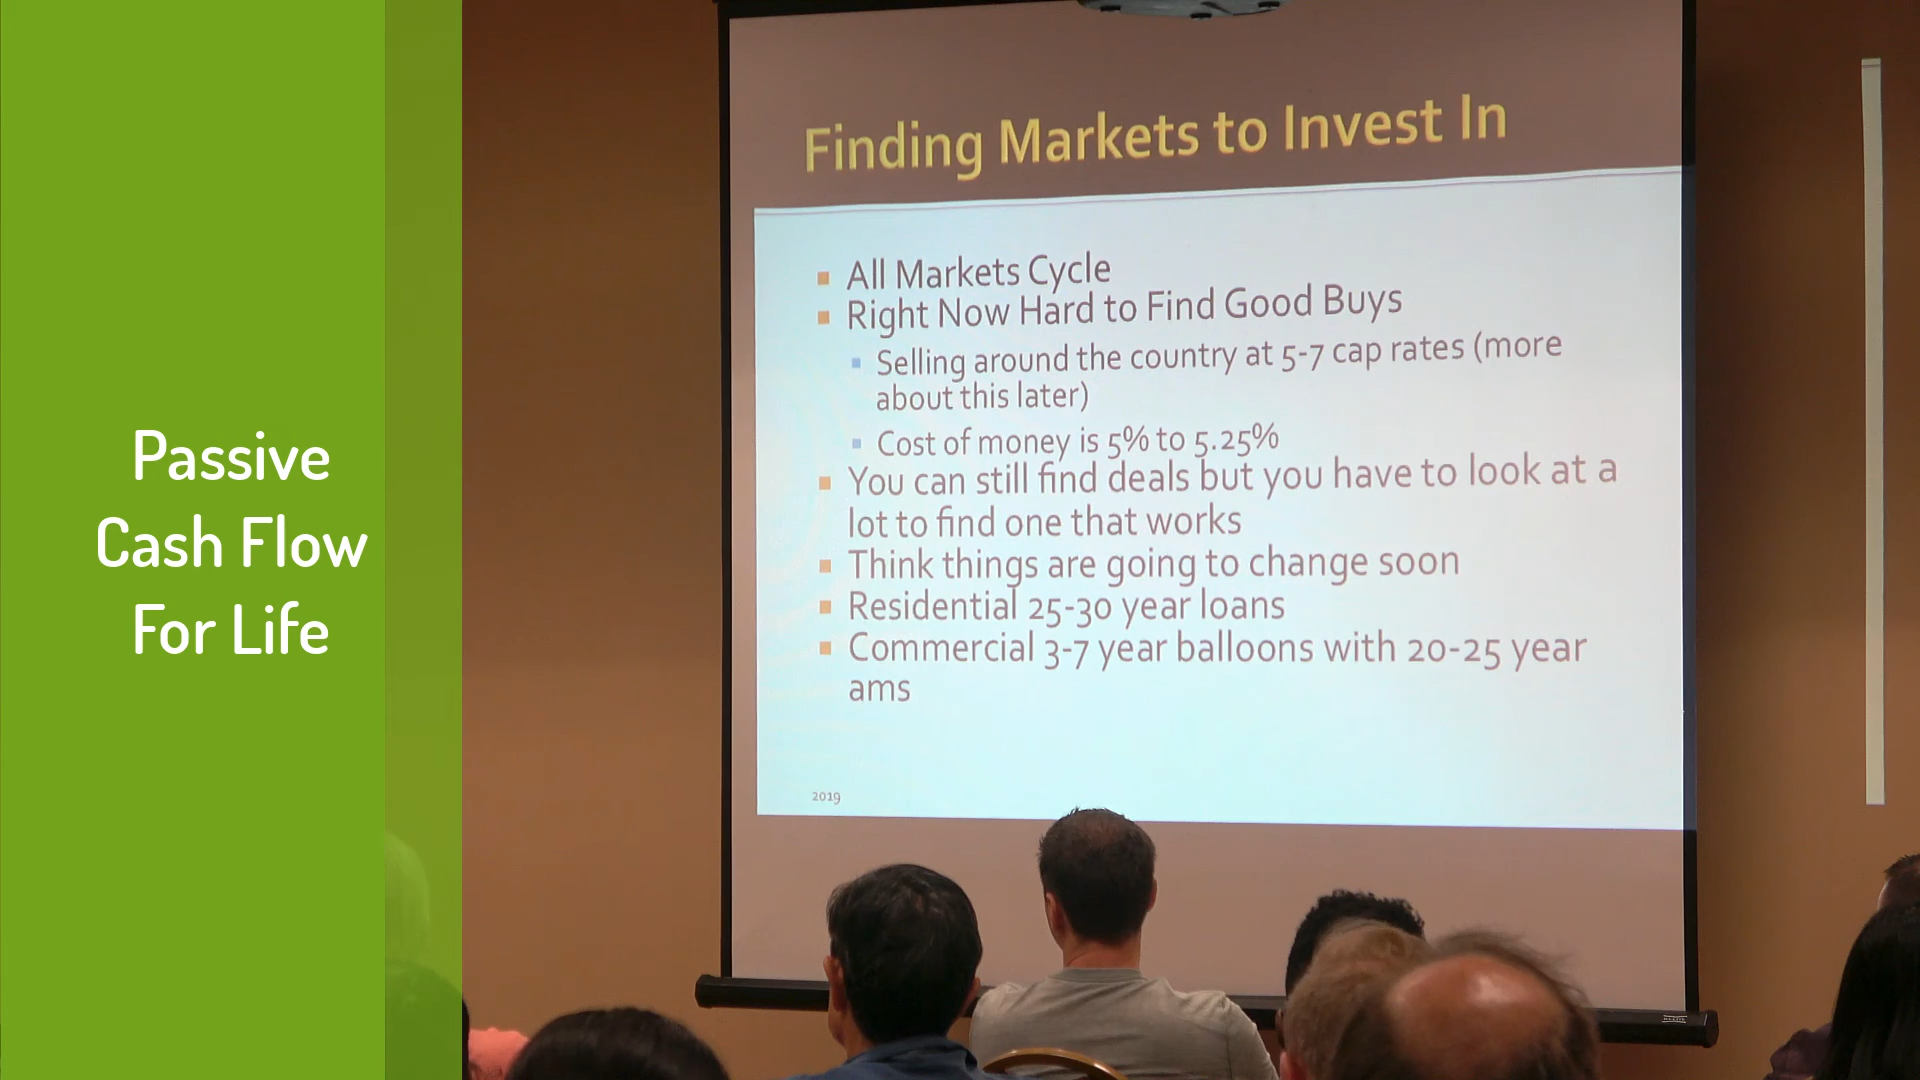 Passive
Cash Flow
For Life
Finding Markets to Invest In
All Markets Cycle
Right Now Hard to Find Good Buys
Selling around the country at 5-7 cap rates (more
about this later)
Cost of money is 5% to 5.25%
You can still find deals but you have to look at a
lot to find one that works
Think things are going to change soon
Residential 25-30 year loans
Commercial 3-7 year balloons with 20-25 year
ams
2019